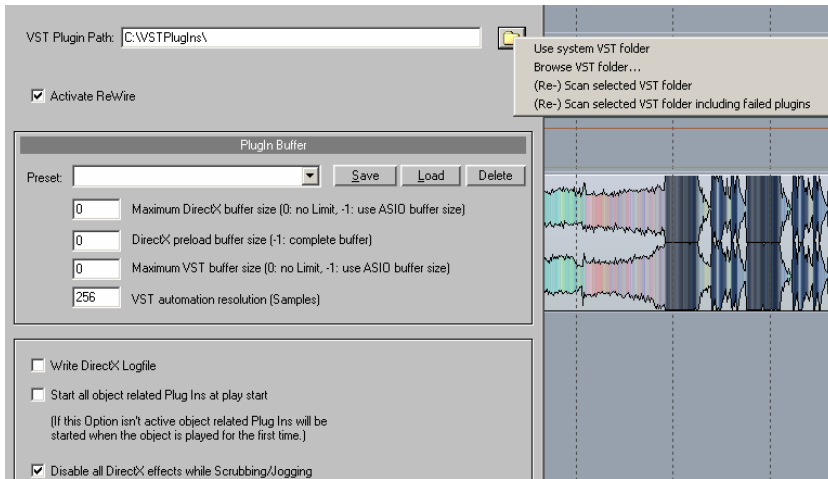 VST Plugin Path: C:\VSTPlugIns\
Use system VST folder
Browse VST folder...
(Re-) Scan selected VST folder
(Re-) Scan selected VST folder including failed plugins
Activate ReWire
PlugIn Buffer
Preset: Save Load Delete
0 Maximum DirectX buffer size (0: no Limit, -1: use ASIO buffer size)
0 DirectX preload buffer size (-1: complete buffer)
0 Maximum VST buffer size (0: no Limit, -1: use ASIO buffer size)
256 VST automation resolution (Samples)
Write DirectX Logfile
Start all object related Plug Ins at play start
(If this Option isn't active object related Plug Ins will be
started when the object is played for the first time.)
Disable all DirectX effects while Scrubbing/Jogging